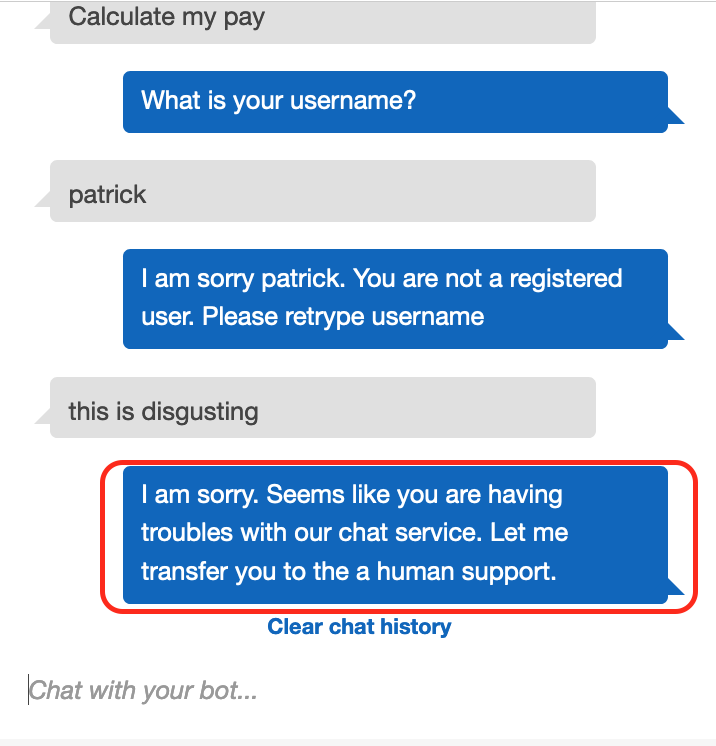 Calculate my pay
What is your username?
patrick
I am sorry patrick. You are not a registered
user. Please retrype username
this is disgusting
I am sorry. Seems like you are having
troubles with our chat service. Let me
transfer you to the a human support.
Clear chat history
Chat with your bot...